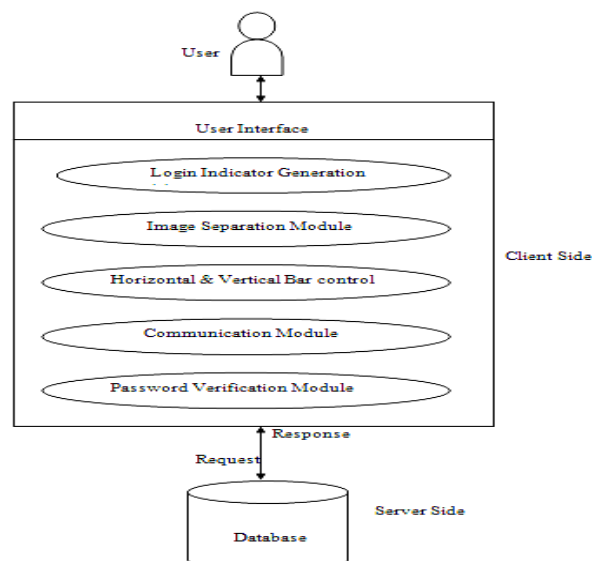 User
User Interface
Login Indicator Generation
Image Separation Module
Horizontal & Vertical Bar control
Client Side
Communication Module
Password Verification Module
Response
Request
Server Side
Database